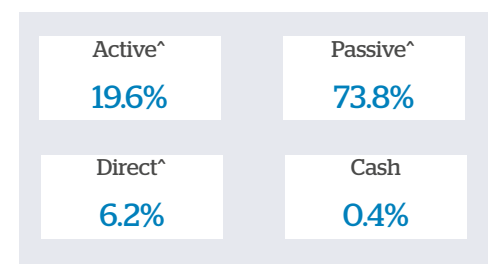 Active^ Passive^
19.6% 73.8%
Direct^ Cash
6.2% 0.4%